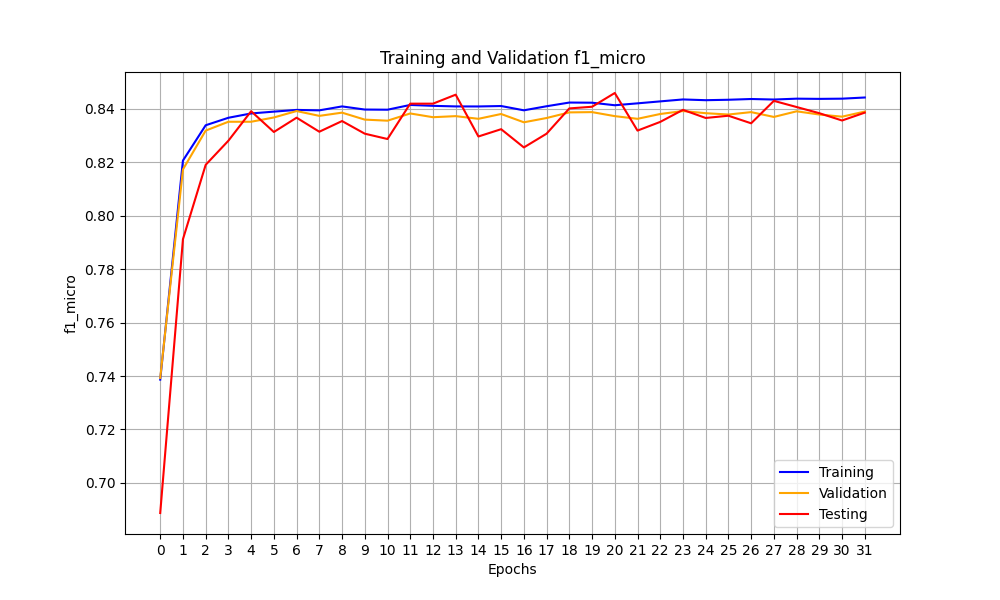 Training and Validation f1_micro
f1_micro
0.84
0.82
0.80
0.78
0.76
0.74
0.72
0.70
Training
Validation
Testing
0 1 2 3 4 5 6 7 8 9 10 11 12 13 14 15 16 17 18 19 20 21 22 23 24 25 26 27 28 29 30 31
Epochs